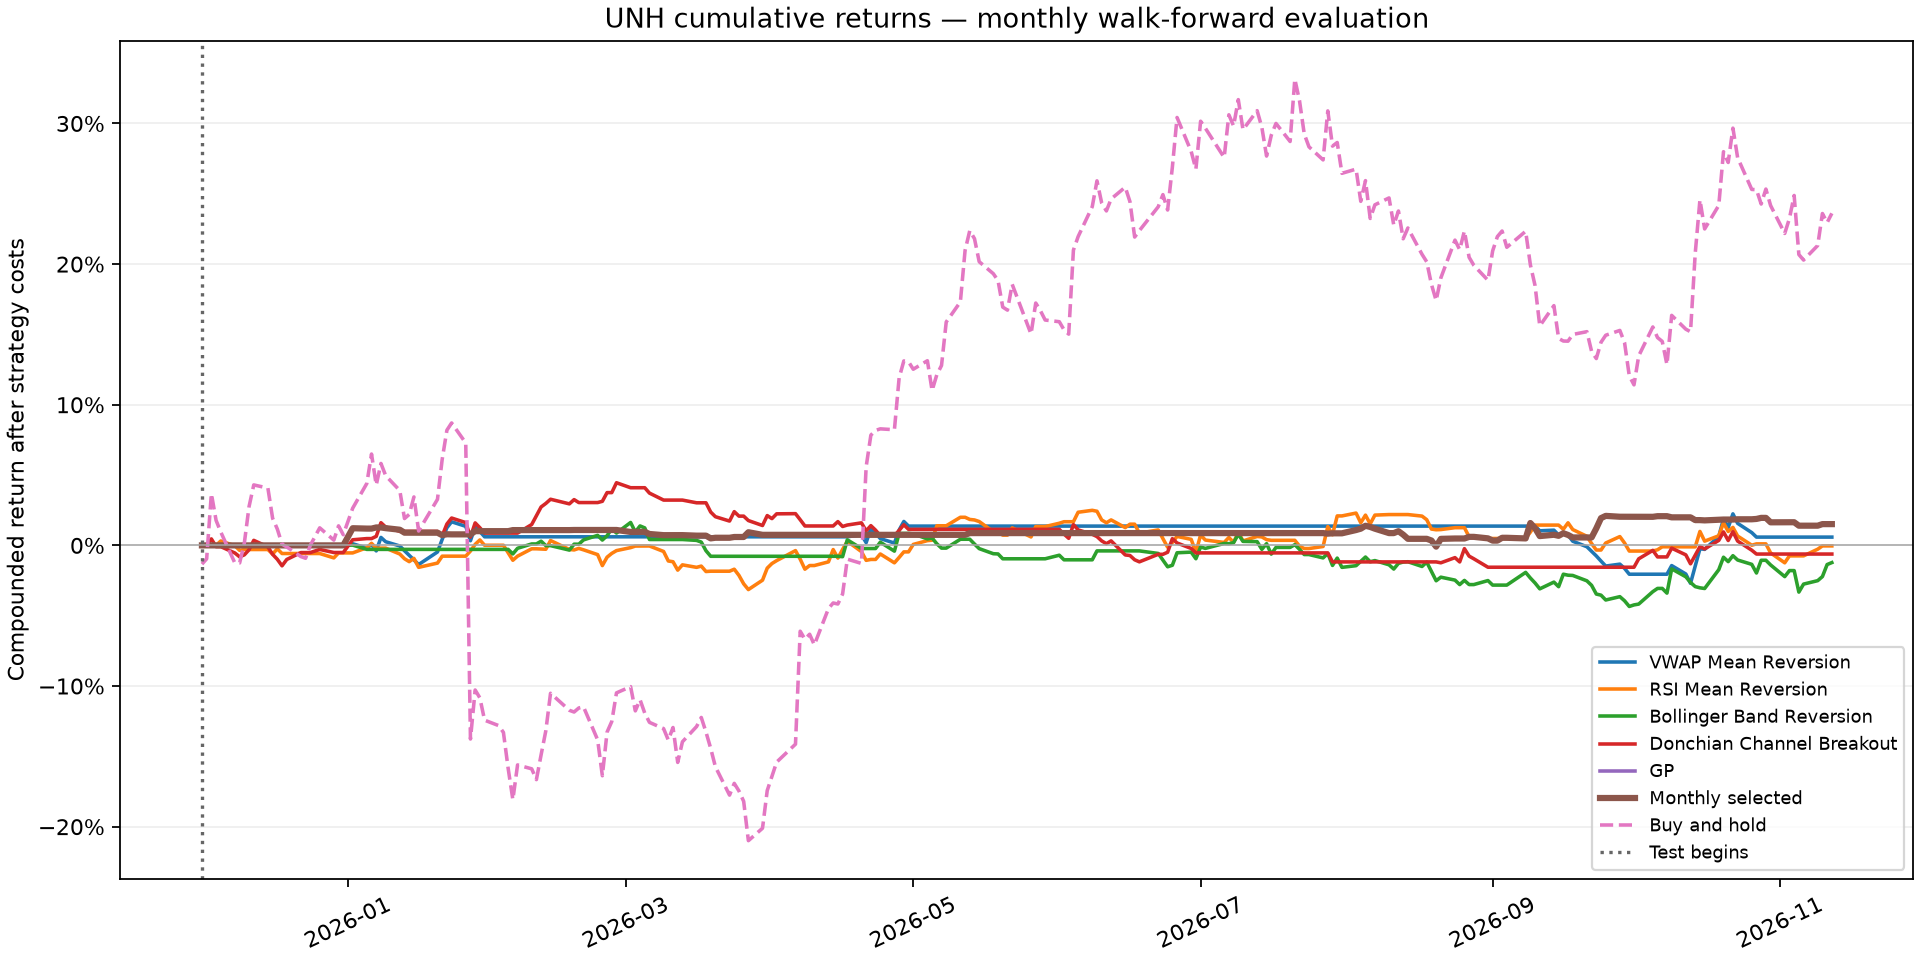 UNH cumulative returns — monthly walk-forward evaluation
Compounded return after strategy costs
30%
20%
10%
0%
−10%
−20%
2026-01
2026-03
2026-05
2026-07
2026-09
2026-11
VWAP Mean Reversion
RSI Mean Reversion
Bollinger Band Reversion
Donchian Channel Breakout
GP
Monthly selected
Buy and hold
Test begins